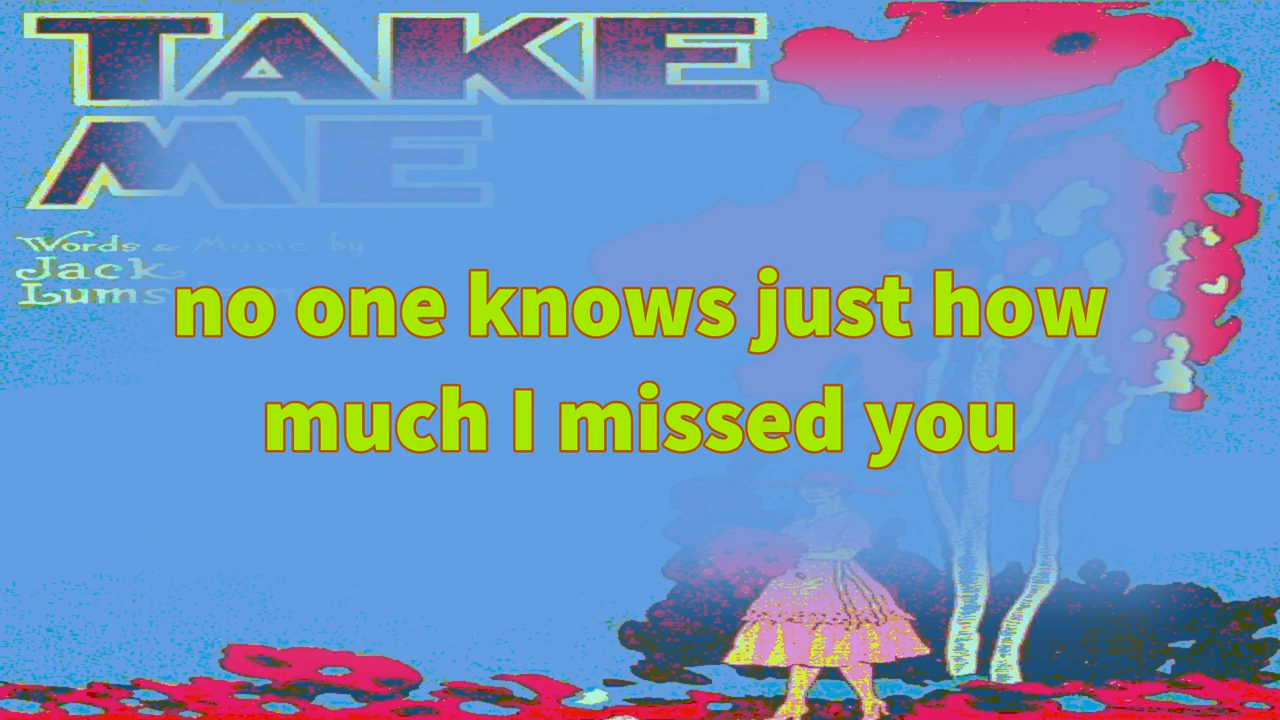 TAKE
ME
Words & Music by
Jack
no one knows just how
much I missed you